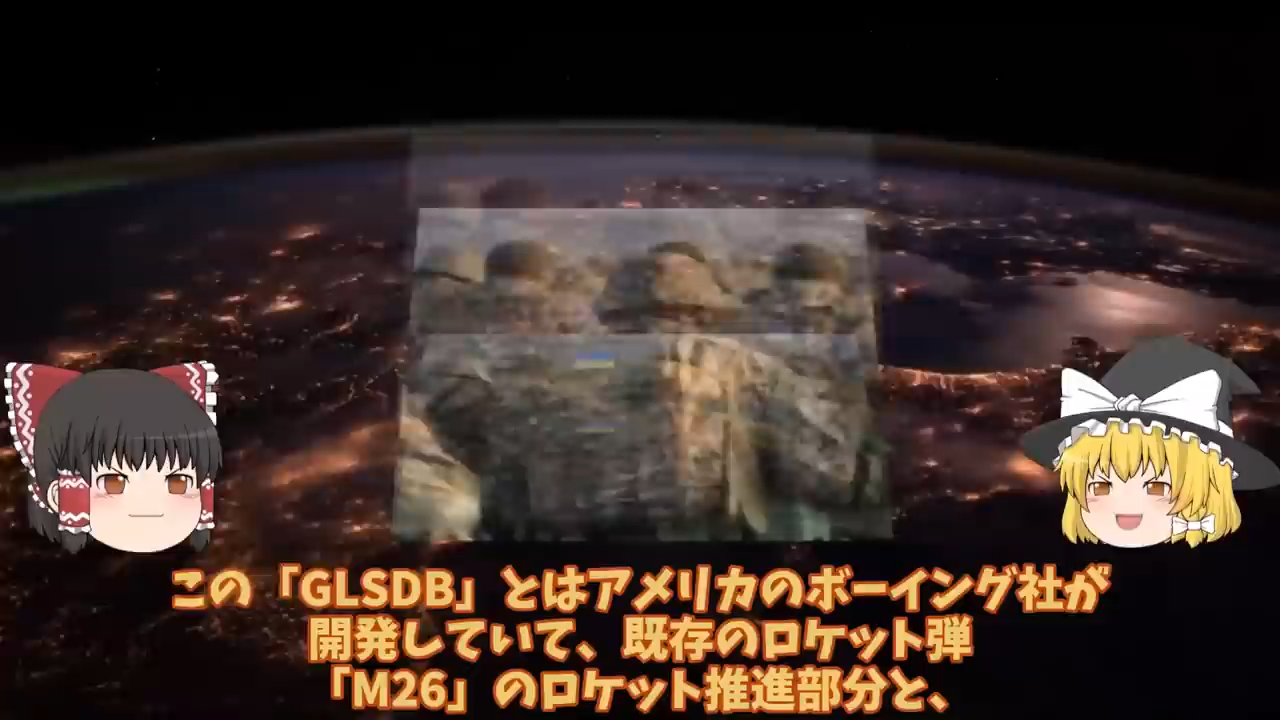 この「GLSDB」とはアメリカのボーイング社が
開発していて、既存のロケット弾
「M26」のロケット推進部分と、